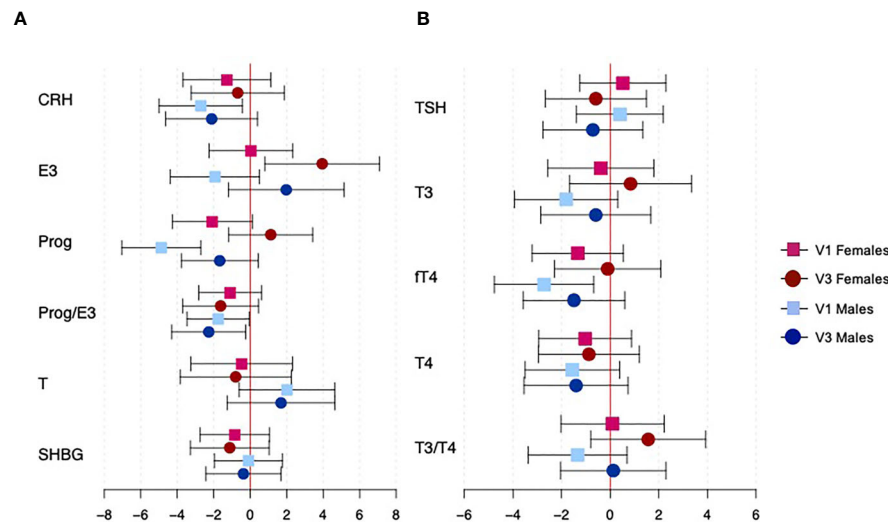 A
B
CRH
E3
Prog
Prog/E3
T
SHBG
−8 −6 −4 −2 0 2 4 6 8
TSH
T3
fT4
T4
T3/T4
−6 −4 −2 0 2 4 6
V1 Females
V3 Females
V1 Males
V3 Males